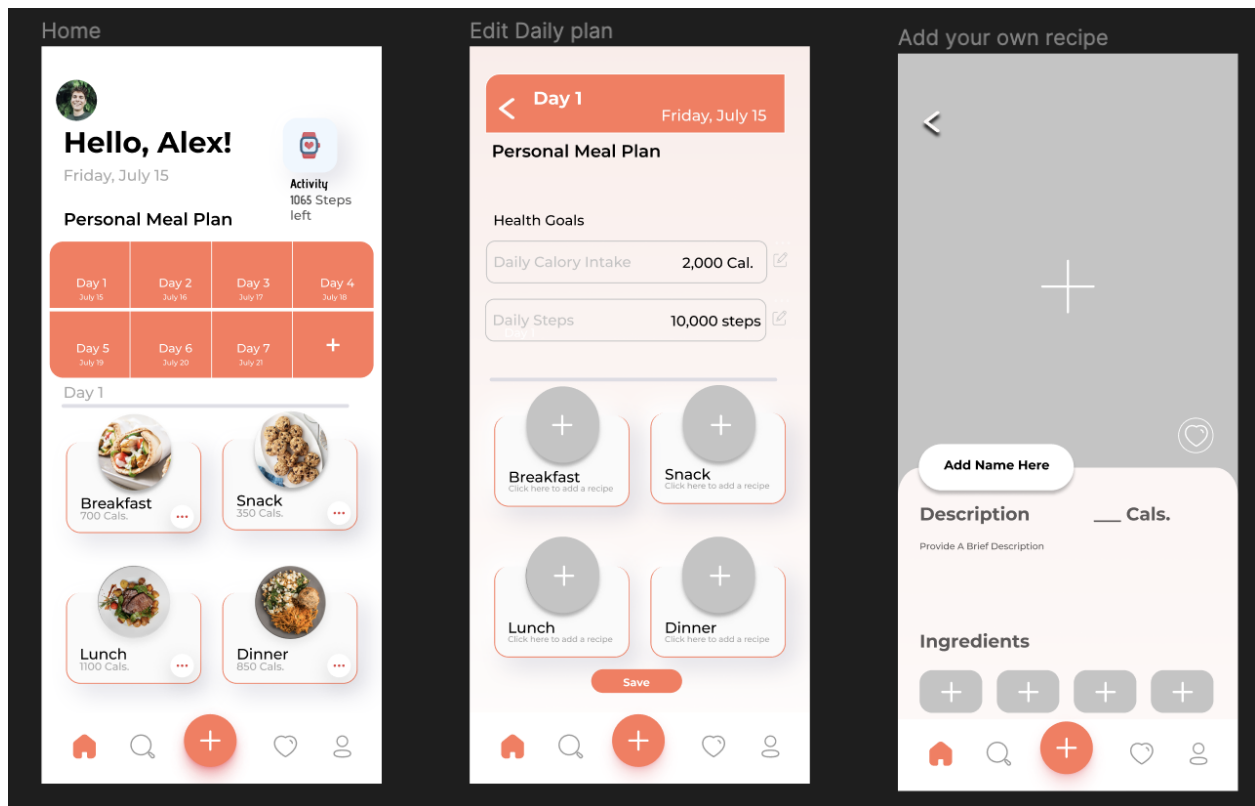 Home
Hello, Alex!
Friday, July 15
Activity
1065 Steps
left
Personal Meal Plan
Day 1
July 15
Day 2
July 16
Day 3
July 17
Day 4
July 18
Day 5
July 19
Day 6
July 20
Day 7
July 21
+
Day 1
Breakfast
700 Cals.
Snack
350 Cals.
Lunch
1100 Cals.
Dinner
850 Cals.
Edit Daily plan
Day 1
Friday, July 15
Personal Meal Plan
Health Goals
Daily Calory Intake 2,000 Cal.
Daily Steps 10,000 steps
Breakfast
Click here to add a recipe
Snack
Click here to add a recipe
Lunch
Click here to add a recipe
Dinner
Click here to add a recipe
Save
Add your own recipe
Add Name Here
Description ___ Cals.
Provide A Brief Description
Ingredients